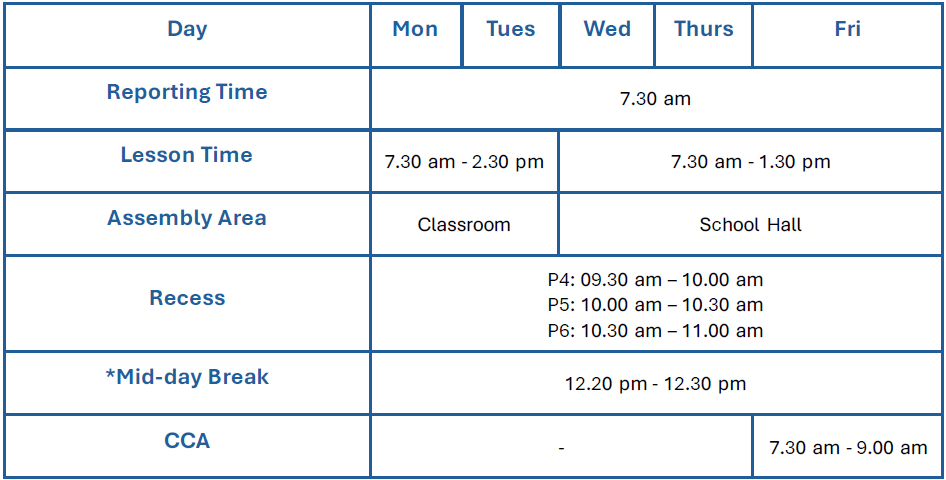 Day Mon Tues Wed Thurs Fri
Reporting Time 7.30 am
Lesson Time 7.30 am - 2.30 pm 7.30 am - 1.30 pm
Assembly Area Classroom School Hall
Recess
P4: 09.30 am – 10.00 am
P5: 10.00 am – 10.30 am
P6: 10.30 am – 11.00 am
*Mid-day Break 12.20 pm - 12.30 pm
CCA - 7.30 am - 9.00 am